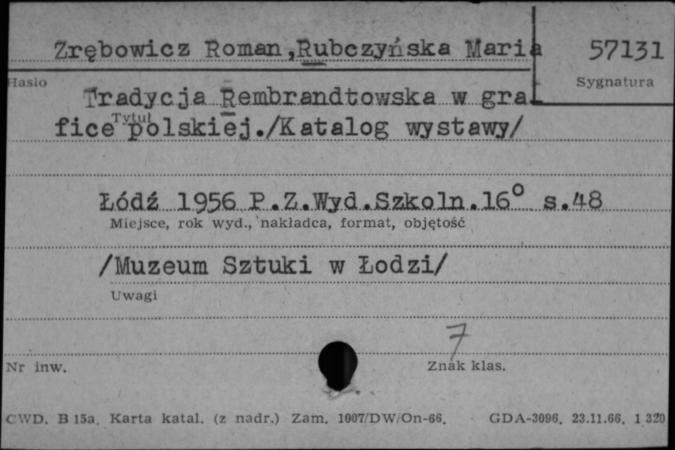 Zrębowicz Roman,Rubczyńska Maria 57131
Hasło Sygnatura
Tradycja Rembrandtowska w gra-
fice polskiej./Katalog wystawy/
Tytuł
Łódź 1956 P.Z.Wyd.Szkoln.16° s.48
Miejsce, rok wyd., nakładca, format, objętość
/Muzeum Sztuki w Łodzi/
Uwagi
7
Nr inw. Znak klas.
CWD. B 15a. Karta katal. (z nadr.) Zam. 1007/DW/On-66. GDA-3096. 23.11.66. 1 320